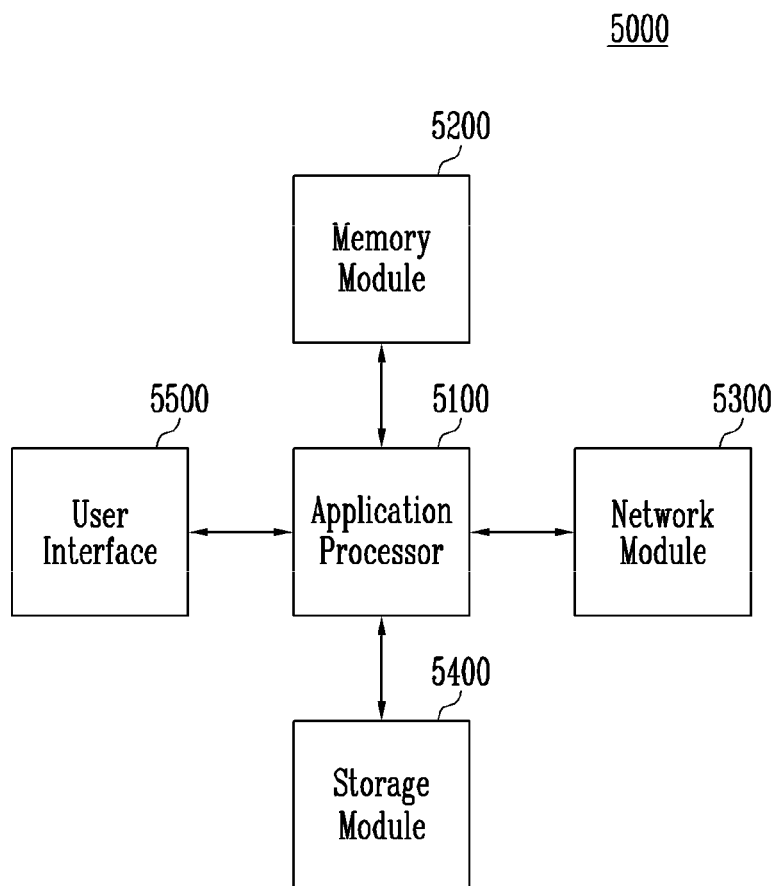 5000
5200
Memory
Module
5500
5100
5300
User
Interface
Application
Processor
Network
Module
5400
Storage
Module